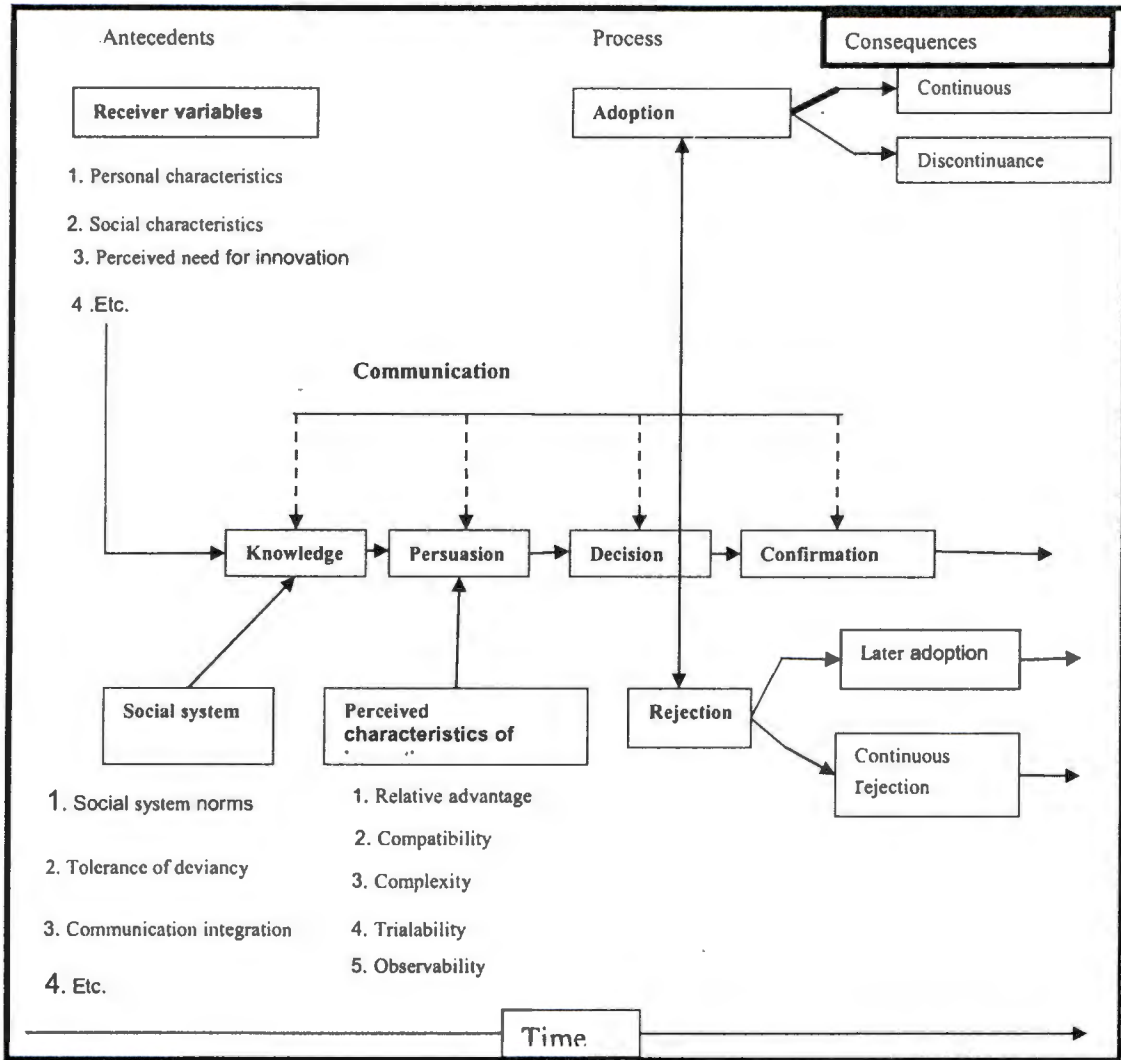 Antecedents
Process
Consequences
Receiver variables
Adoption
Continuous
Discontinuance
1. Personal characteristics
2. Social characteristics
3. Perceived need for innovation
4 .Etc.
Communication
Knowledge
Persuasion
Decision
Confirmation
Social system
Perceived
characteristics of
Rejection
Later adoption
Continuous
rejection
1. Social system norms
2. Tolerance of deviancy
3. Communication integration
4. Etc.
1. Relative advantage
2. Compatibility
3. Complexity
4. Trialability
5. Observability
Time